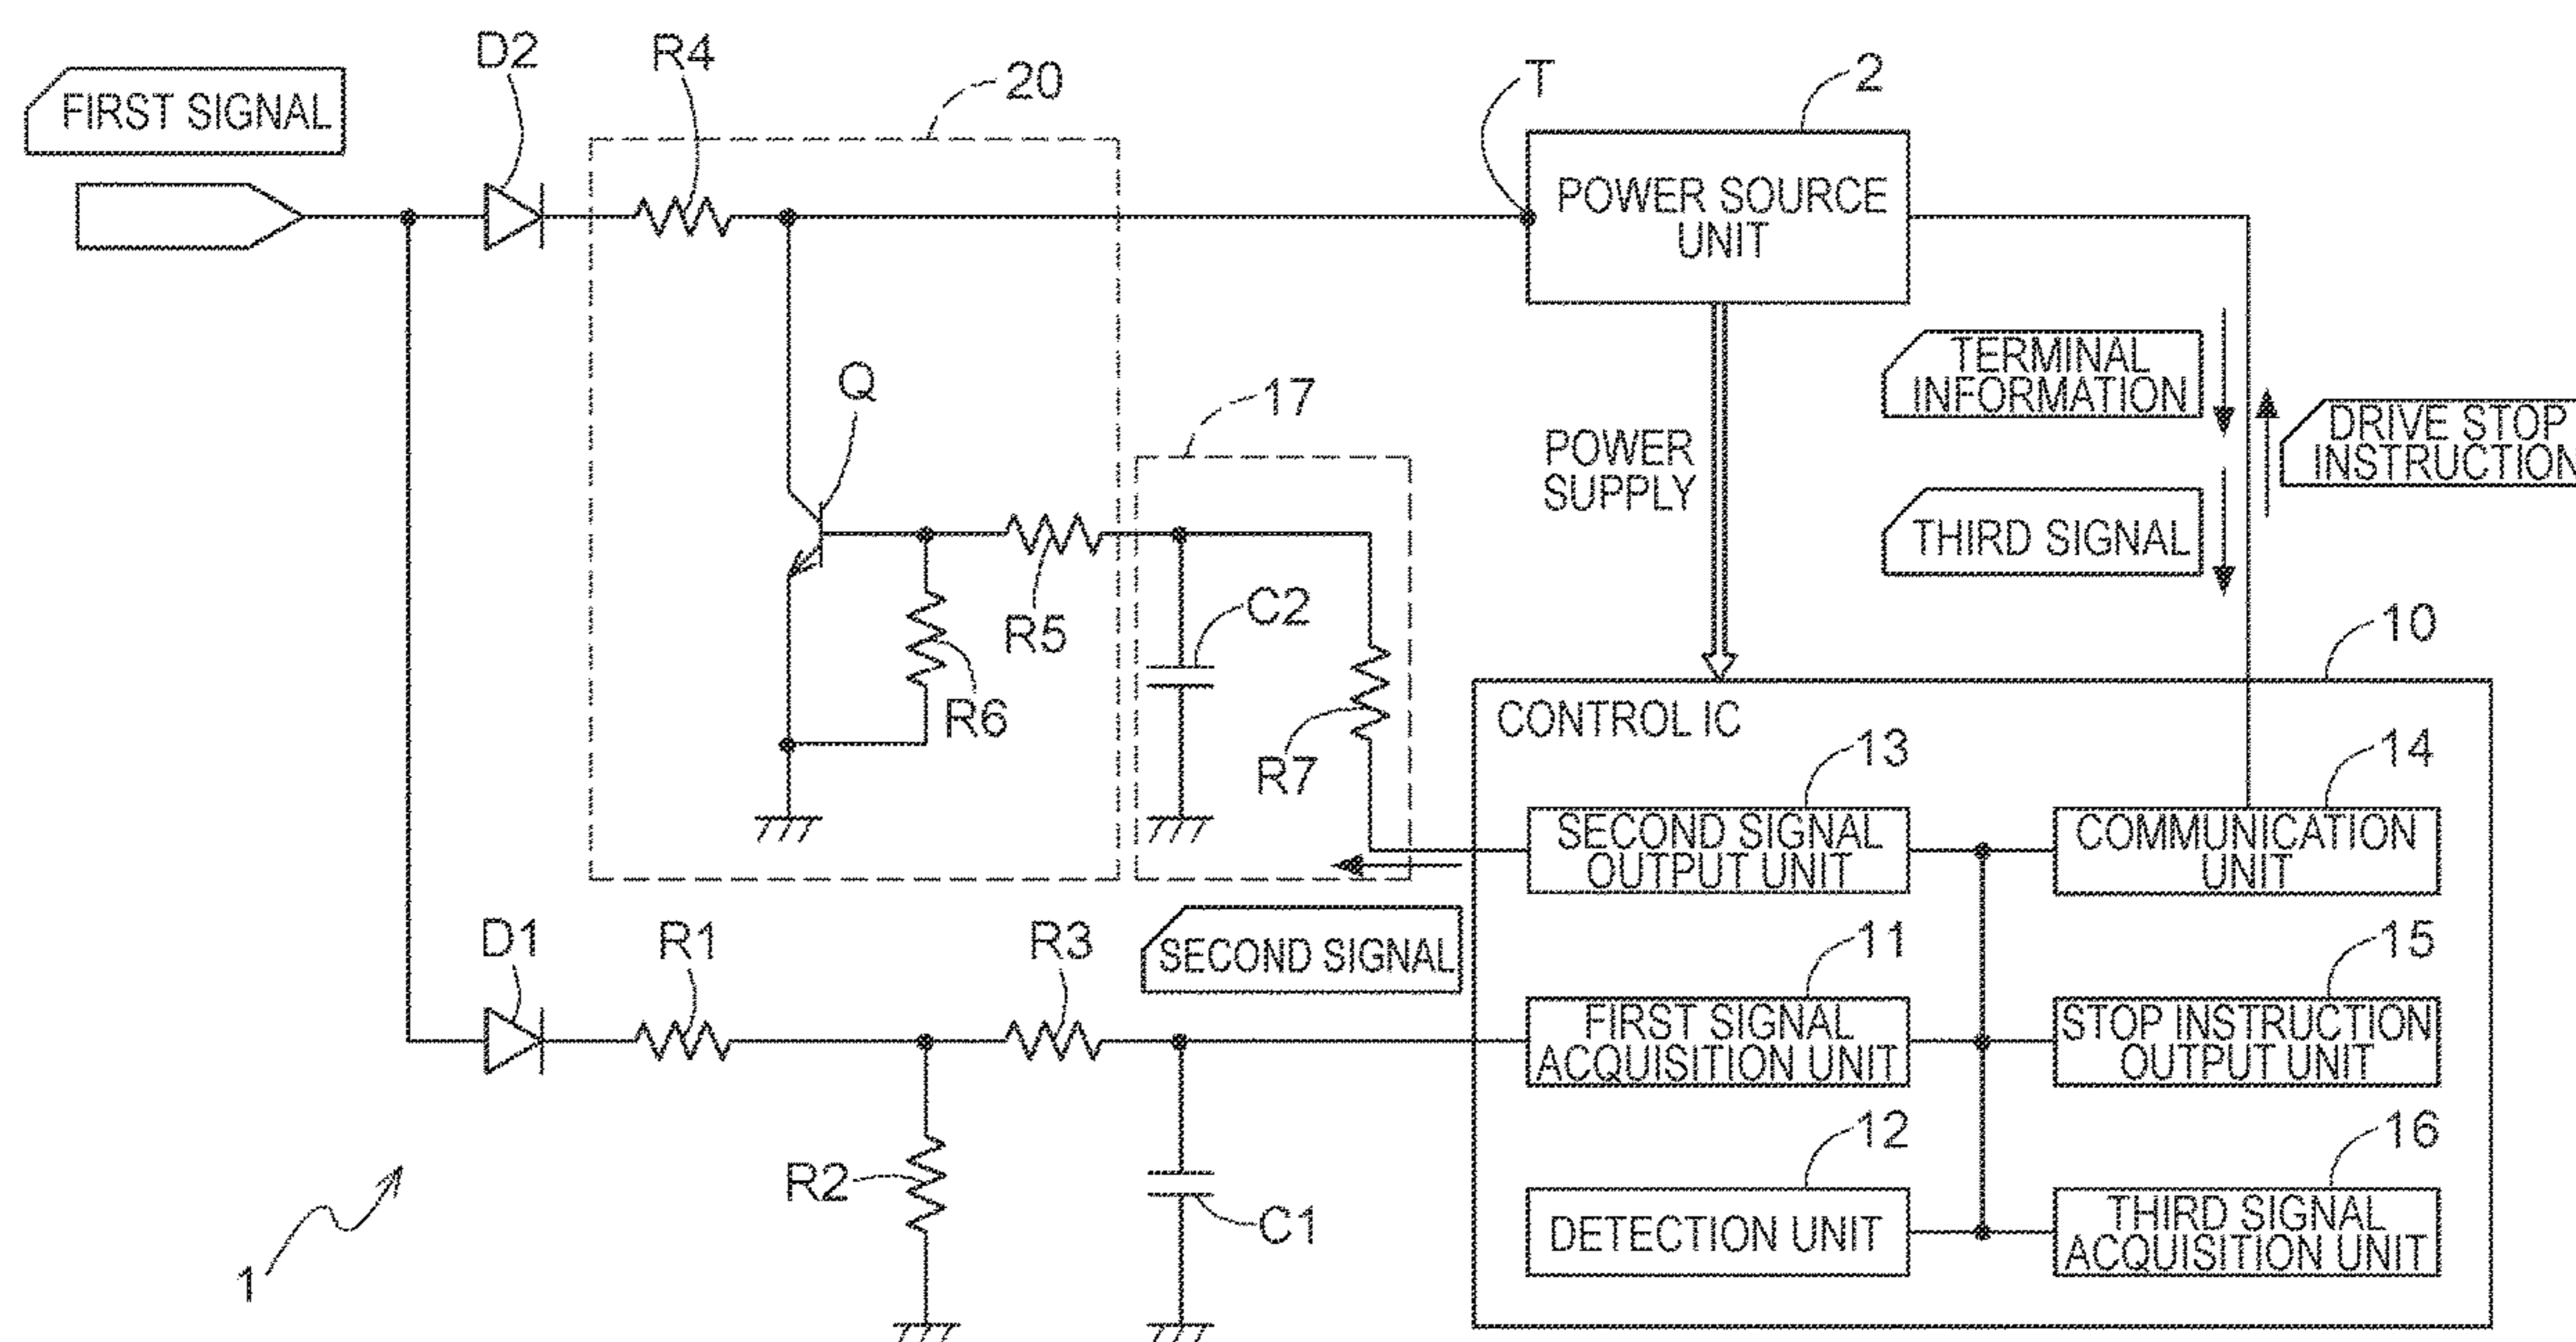 FIRST SIGNAL
D2
R4
20
T
2
POWER SOURCE
UNIT
Q
17
POWER
SUPPLY
TERMINAL
INFORMATION
DRIVE STOP
INSTRUCTION
THIRD SIGNAL
R5
R6
C2
R7
10
CONTROL IC
13
14
SECOND SIGNAL
OUTPUT UNIT
COMMUNICATION
UNIT
D1
R1
R3
SECOND SIGNAL
11
15
FIRST SIGNAL
ACQUISITION UNIT
STOP INSTRUCTION
OUTPUT UNIT
R2
C1
12
16
DETECTION UNIT
THIRD SIGNAL
ACQUISITION UNIT
1